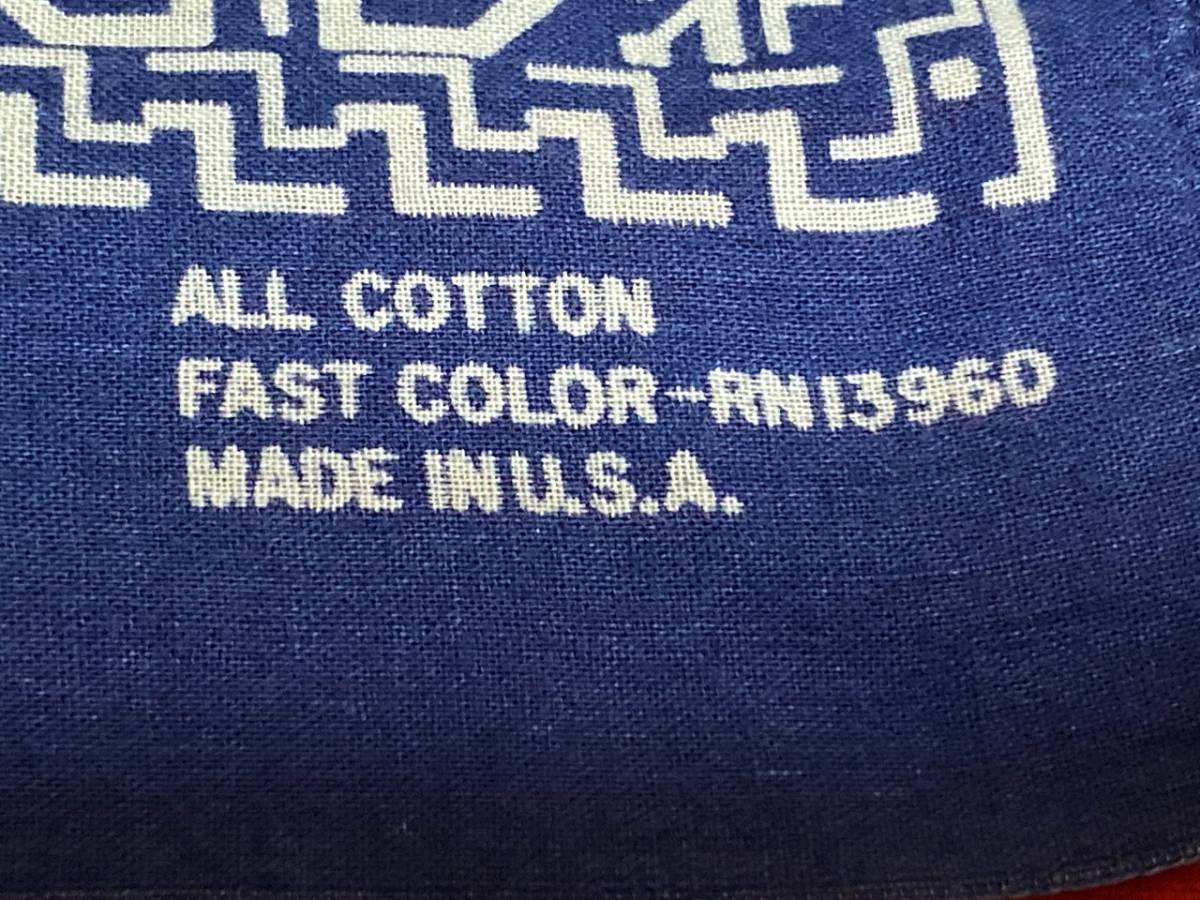 ALL COTTON
FAST COLOR-RN13960
MADE IN U.S.A.